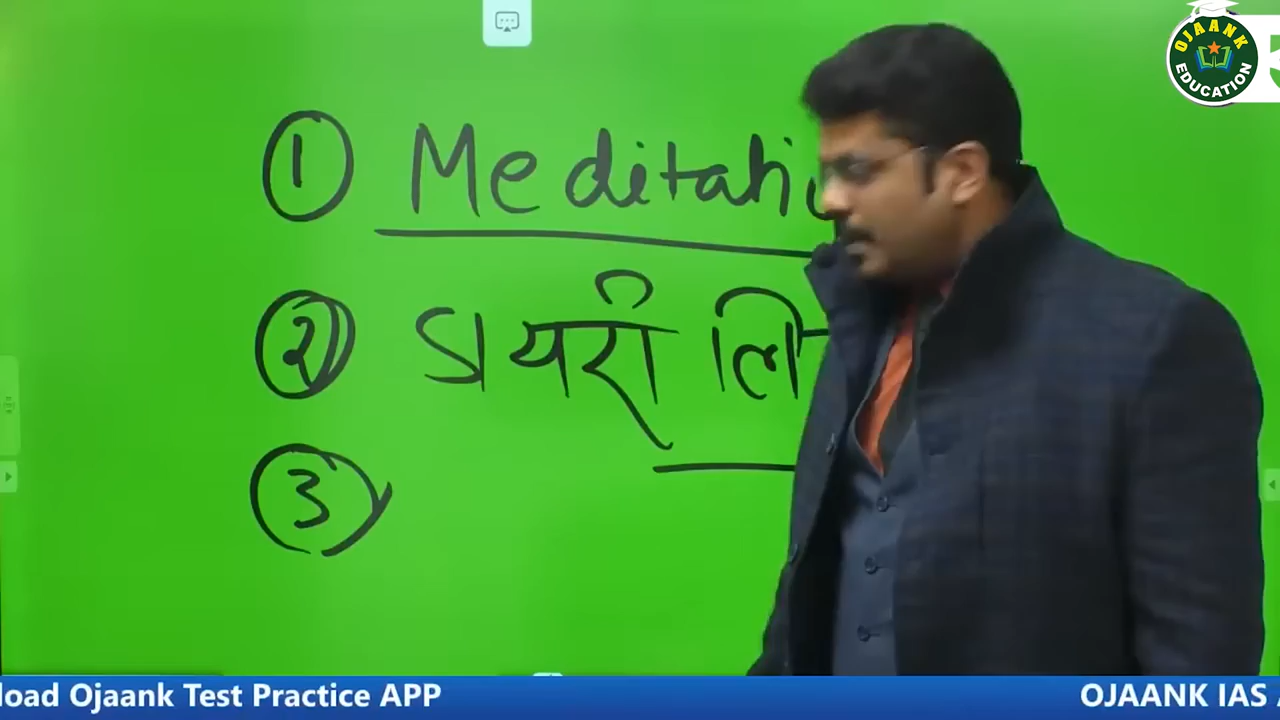 OJAANK
EDUCATION
1 Meditati
2 डायरी लि
3
load Ojaank Test Practice APP
OJAANK IAS